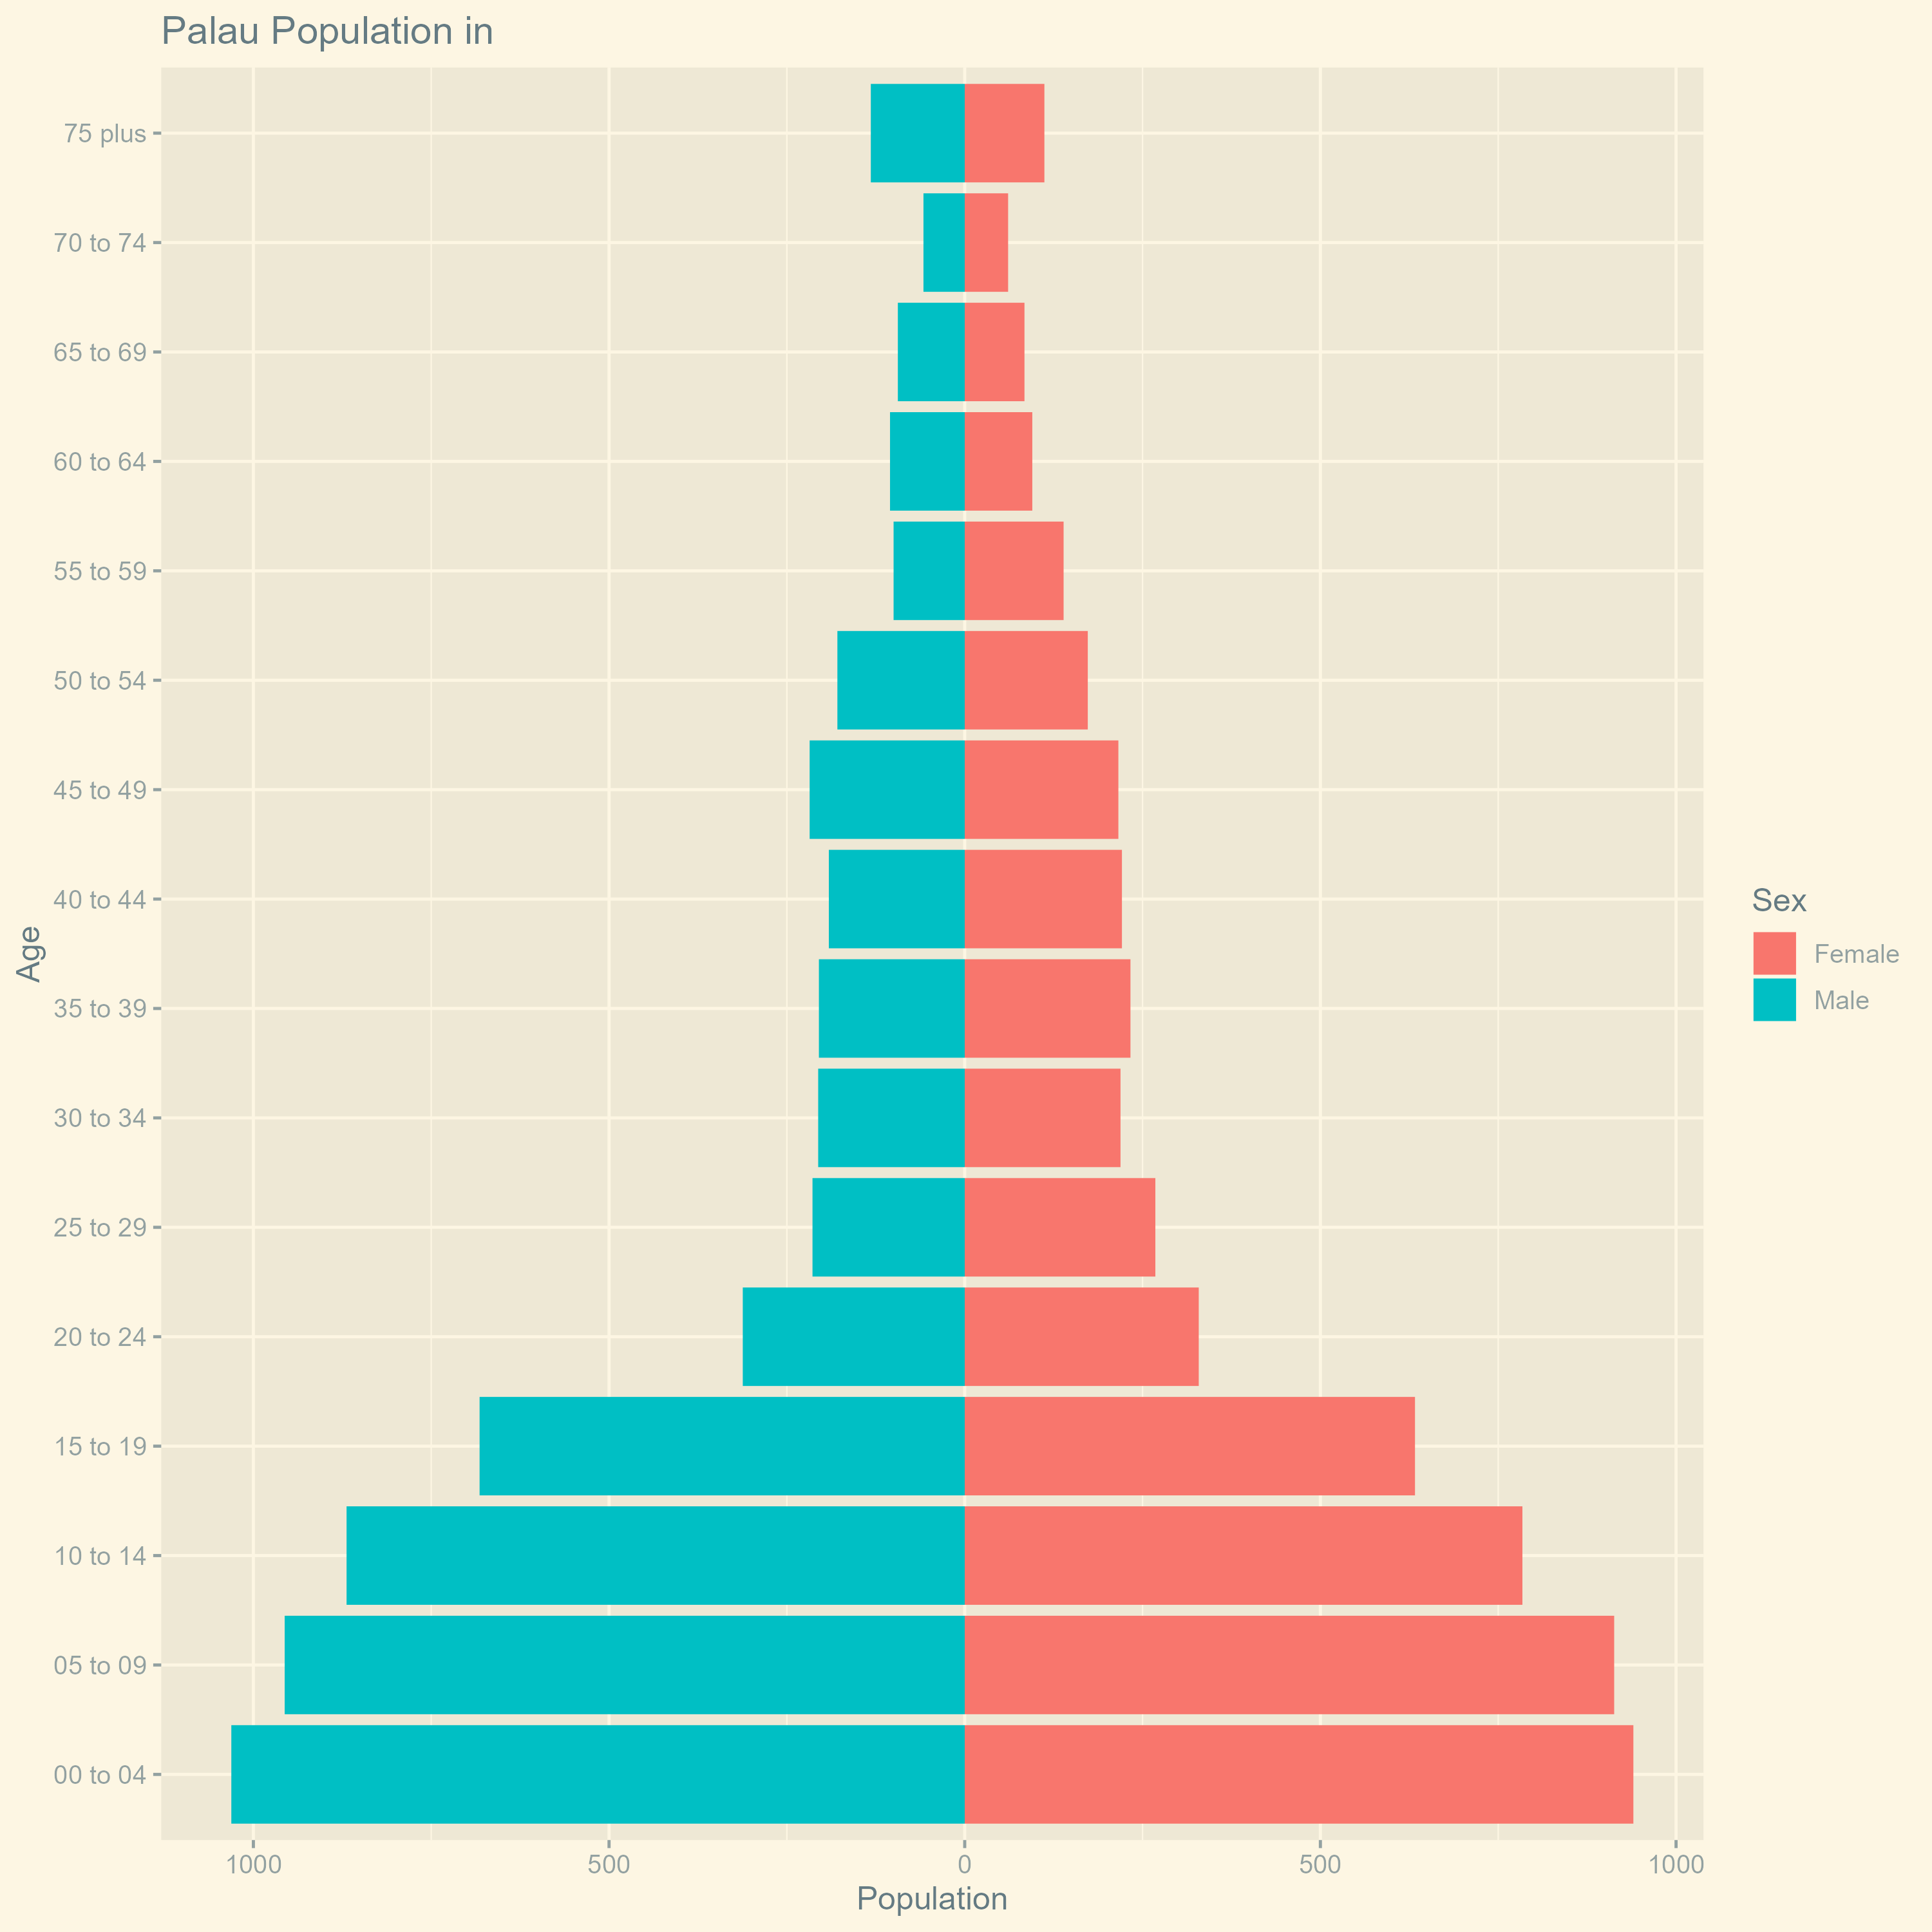 Palau Population in
75 plus
70 to 74
65 to 69
60 to 64
55 to 59
50 to 54
45 to 49
40 to 44
35 to 39
30 to 34
25 to 29
20 to 24
15 to 19
10 to 14
05 to 09
00 to 04
Age
1000 500 0 500 1000
Population
Sex
Female
Male